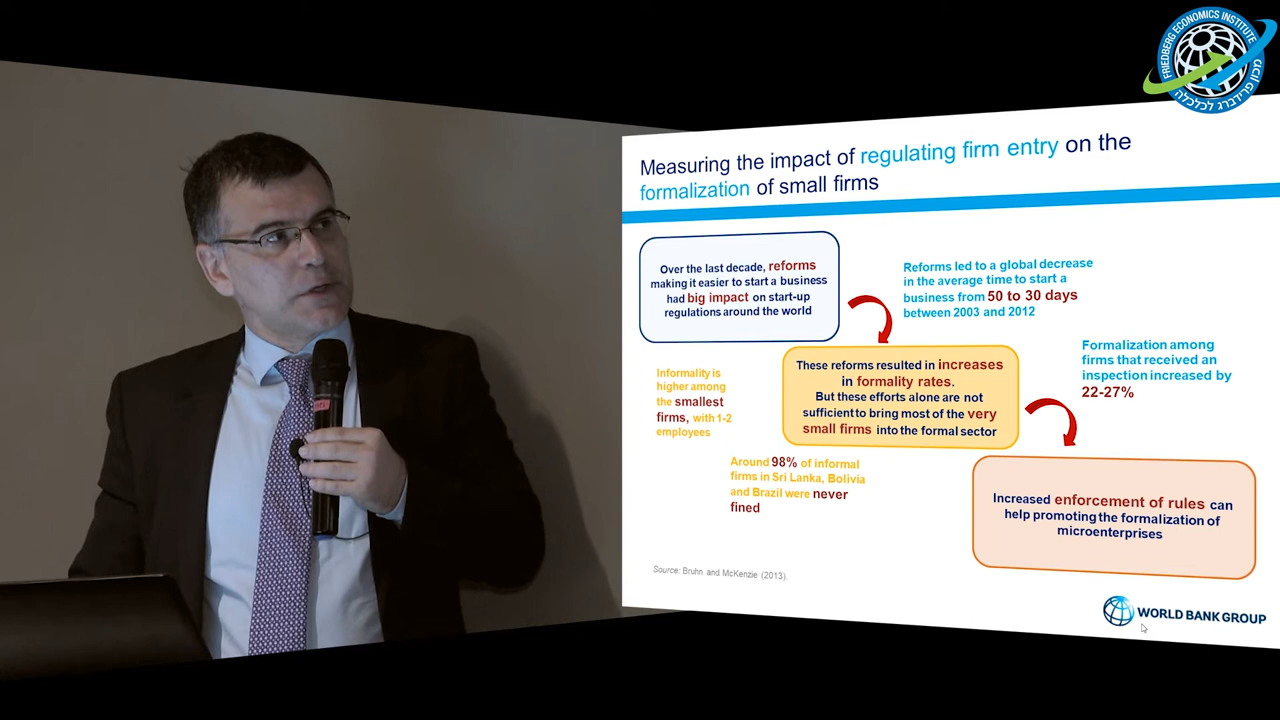 FRIEDBERG ECONOMICS INSTITUTE
מכון פרידברג לכלכלה
Measuring the impact of regulating firm entry on the
formalization of small firms
Over the last decade, reforms
making it easier to start a business
had big impact on start-up
regulations around the world
Reforms led to a global decrease
in the average time to start a
business from 50 to 30 days
between 2003 and 2012
These reforms resulted in increases
in formality rates.
But these efforts alone are not
sufficient to bring most of the very
small firms into the formal sector
Formalization among
firms that received an
inspection increased by
22-27%
Informality is
higher among
the smallest
firms, with 1-2
employees
Around 98% of informal
firms in Sri Lanka, Bolivia
and Brazil were never
fined
Increased enforcement of rules can
help promoting the formalization of
microenterprises
Source: Bruhn and McKenzie (2013).
WORLD BANK GROUP